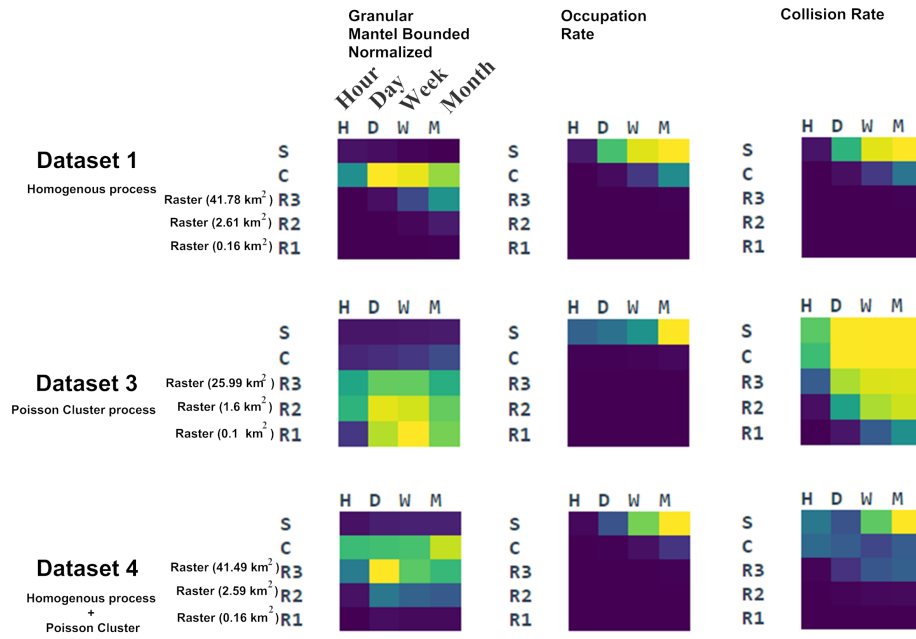 Granular
Mantel Bounded
Normalized
Occupation
Rate
Collision Rate
Hour
Day
Week
Month
H D W M
H D W M
H D W M
Dataset 1
Homogenous process
S
C
Raster (41.78 km2) R3
Raster (2.61 km2) R2
Raster (0.16 km2) R1
S
C
R3
R2
R1
S
C
R3
R2
R1
H D W M
H D W M
H D W M
Dataset 3
Poisson Cluster process
S
C
Raster (25.99 km2 ) R3
Raster (1.6 km2) R2
Raster (0.1 km2) R1
S
C
R3
R2
R1
S
C
R3
R2
R1
H D W M
H D W M
H D W M
Dataset 4
Homogenous process
+
Poisson Cluster
S
C
Raster (41.49 km2) R3
Raster (2.59 km2) R2
Raster (0.16 km2) R1
S
C
R3
R2
R1
S
C
R3
R2
R1